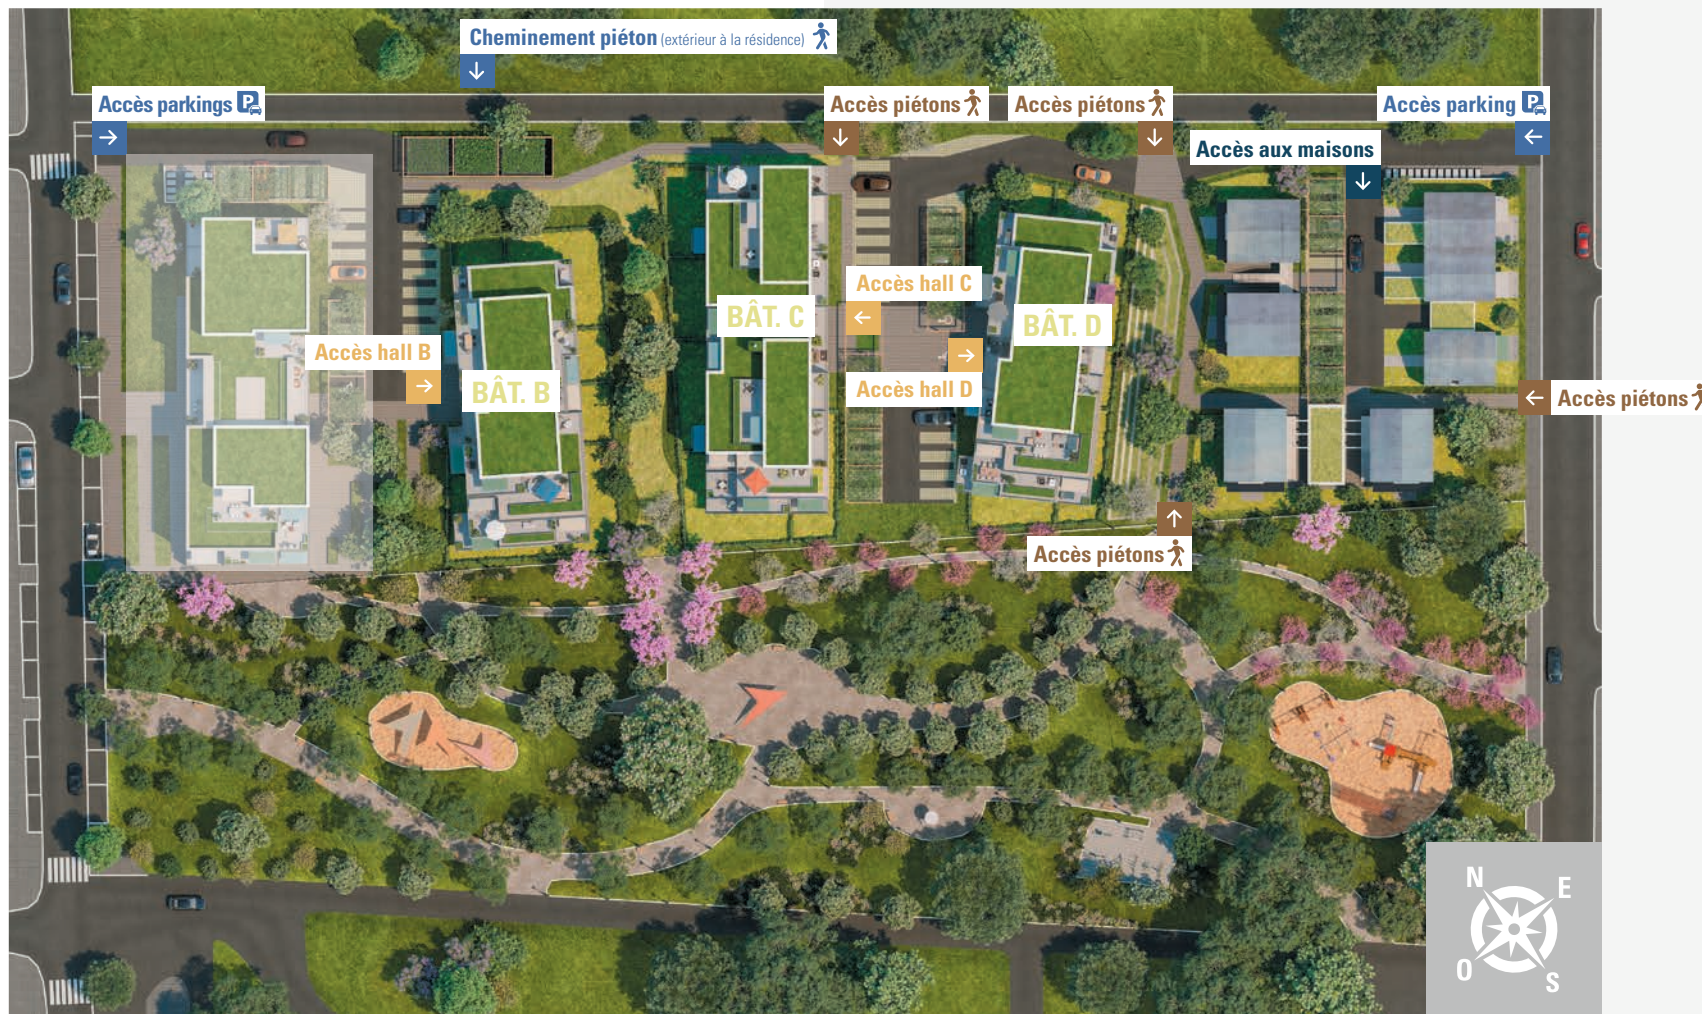 Cheminement piéton (extérieur à la résidence)
Accès parkings P
Accès piétons
Accès piétons
Accès parking P
Accès aux maisons
Accès hall C
BÂT. C
BÂT. D
Accès hall B
BÂT. B
Accès hall D
Accès piétons
Accès piétons
N
E
O
S